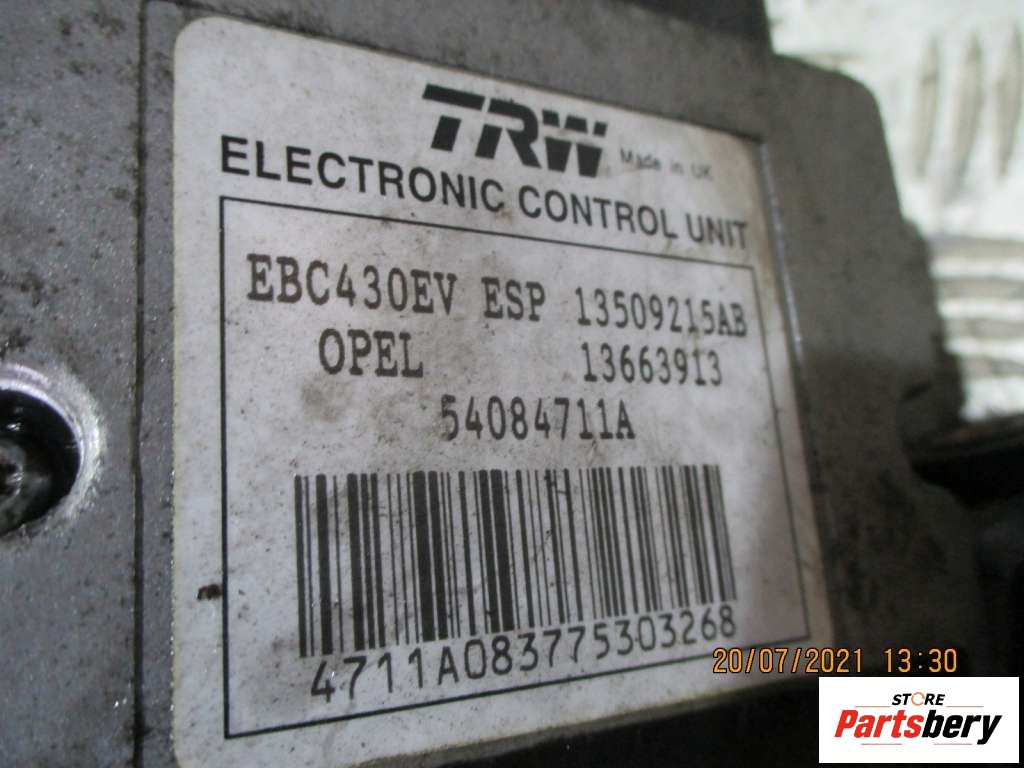 TRW Made in UK
ELECTRONIC CONTROL UNIT
EBC430EV ESP 13509215AB
OPEL 13663913
54084711A
4711A083775303268
20/07/2021 13:30
STORE
Partsbery